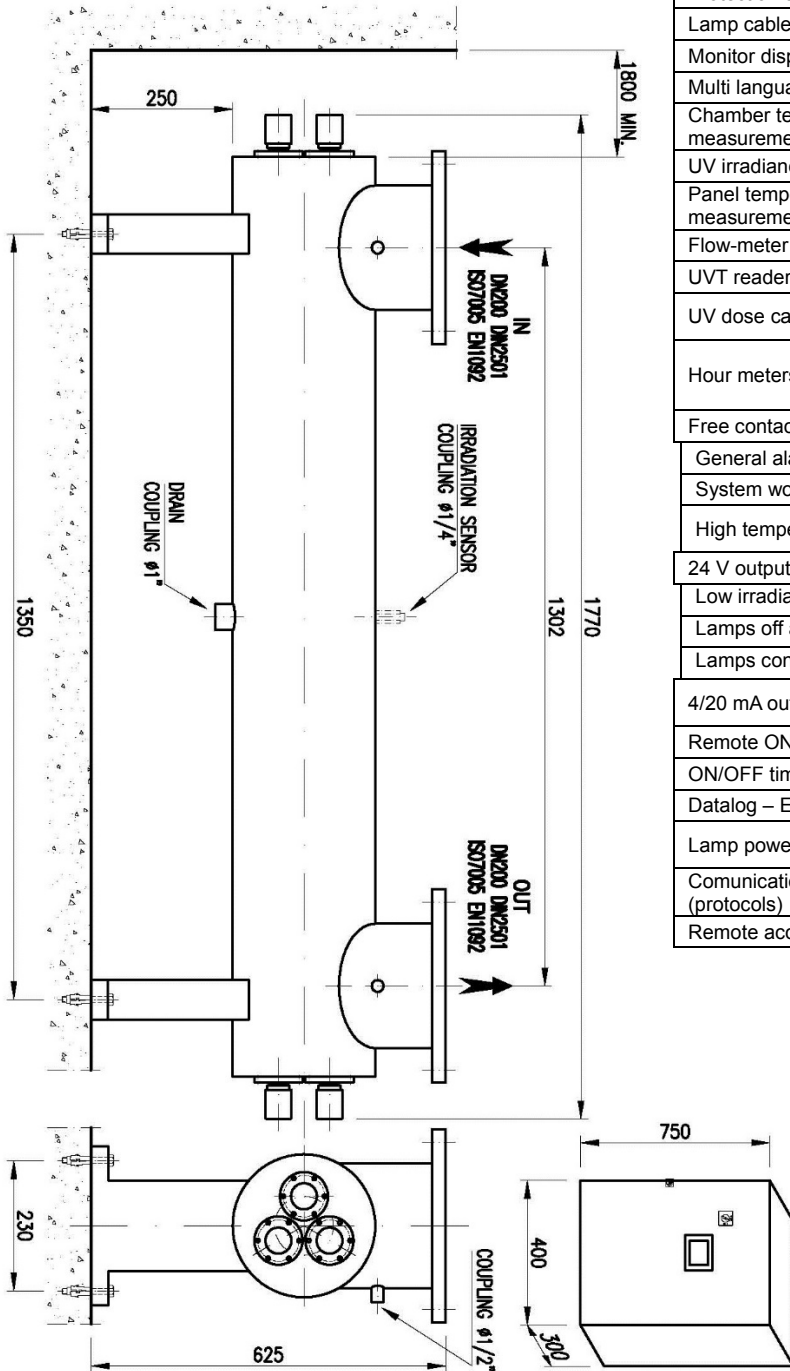 Lamp cable
Monitor disp
Multi langua
Chamber te
measureme
UV irradiand
Panel temp
measureme
Flow-meter
UVT reader
UV dose ca
Hour meters
Free contac
General ala
System wo
High tempe
24 V output
Low irradia
Lamps off a
Lamps con
4/20 mA ou
Remote ON
ON/OFF tim
Datalog – E
Lamp powe
Comunicatio
(protocols)
Remote acc
1800 MIN.
250
IN
DN200 DIN2501
ISO7005 EN1092
IRRADIATION SENSOR
COUPLING ø1/4"
DRAIN
COUPLING ø1"
1770
1302
1350
OUT
DN200 DIN2501
ISO7005 EN1092
230
625
COUPLING ø1/2"
750
400
300